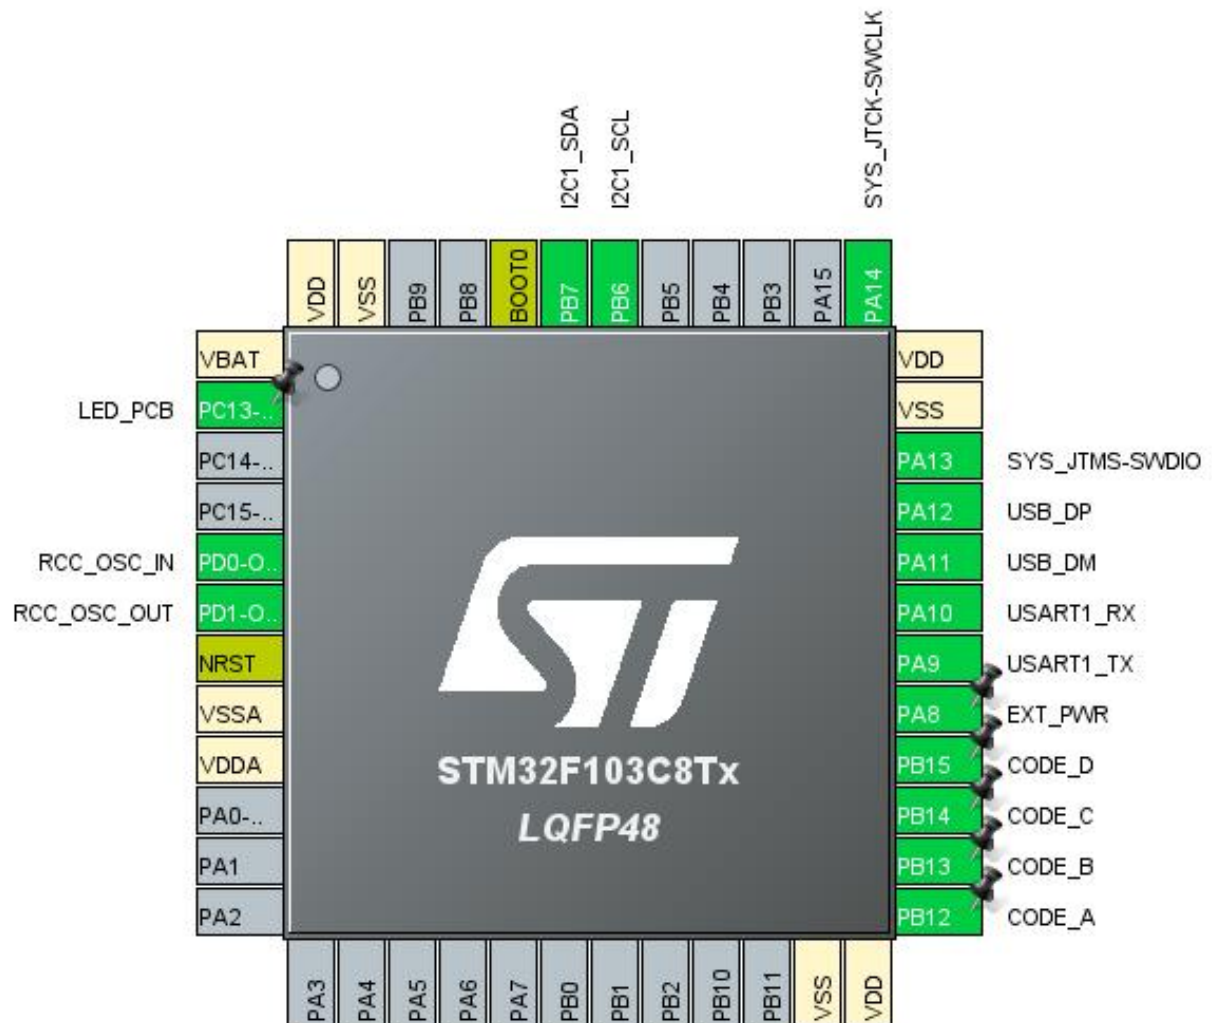 I2C1_SDA
I2C1_SCL
SYS_JTCK-SWCLK
VDD
VSS
PB9
PB8
BOOT0
PB7
PB6
PB5
PB4
PB3
PA15
PA14
VBAT
VDD
LED_PCB PC13-..
VSS
PC14-..
PA13 SYS_JTMS-SWDIO
PC15-..
PA12 USB_DP
RCC_OSC_IN PD0-O..
PA11 USB_DM
RCC_OSC_OUT PD1-O..
PA10 USART1_RX
NRST
PA9 USART1_TX
VSSA
PA8 EXT_PWR
VDDA
PB15 CODE_D
PA0-..
PB14 CODE_C
PA1
PB13 CODE_B
PA2
PB12 CODE_A
STM32F103C8Tx
LQFP48
PA3
PA4
PA5
PA6
PA7
PB0
PB1
PB2
PB10
PB11
VSS
VDD